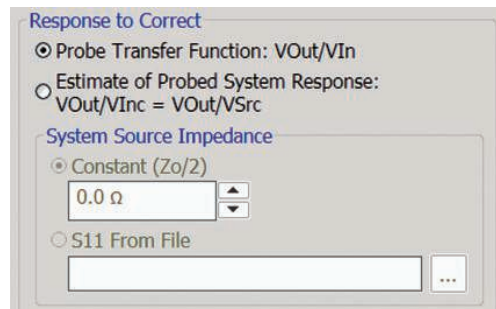 Response to Correct
Probe Transfer Function: VOut/VIn
Estimate of Probed System Response:
VOut/VInc = VOut/VSrc
System Source Impedance
Constant (Zo/2)
0.0 Ω
S11 From File
...